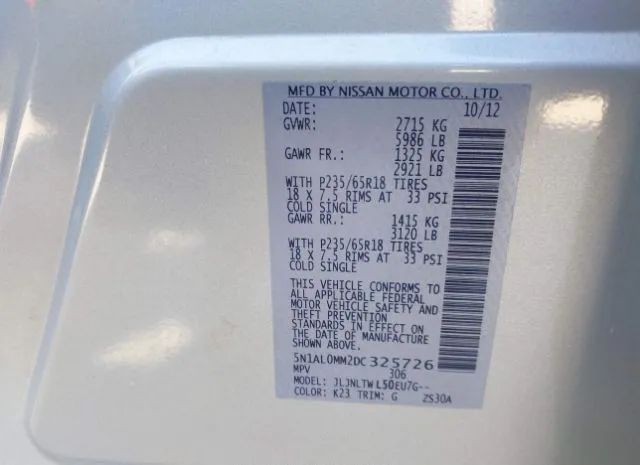 MFD BY NISSAN MOTOR CO., LTD.
DATE: 10/12
GVWR: 2715 KG
5986 LB
GAWR FR.: 1325 KG
2921 LB
WITH P235/65R18 TIRES
18 X 7.5 RIMS AT 33 PSI
COLD SINGLE
GAWR RR.: 1415 KG
3120 LB
WITH P235/65R18 TIRES
18 X 7.5 RIMS AT 33 PSI
COLD SINGLE
THIS VEHICLE CONFORMS TO
ALL APPLICABLE FEDERAL
MOTOR VEHICLE SAFETY AND
THEFT PREVENTION
STANDARDS IN EFFECT ON
THE DATE OF MANUFACTURE
SHOWN ABOVE.
5N1AL0MM2DC325726
MPV 306
MODEL: JLJNLTW L50EU7G--
COLOR: K23 TRIM: G ZS30A